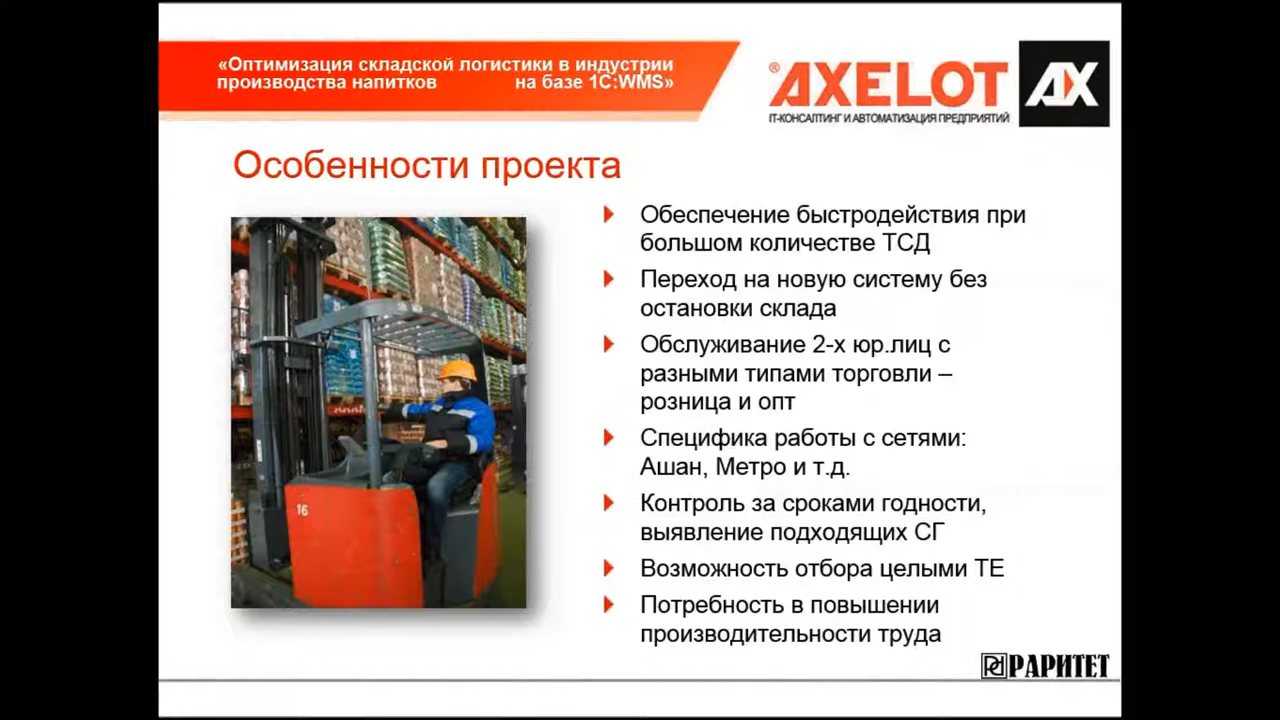 «Оптимизация складской логистики в индустрии
производства напитков на базе 1С:WMS»
® AXELOT AX
IT-КОНСАЛТИНГ И АВТОМАТИЗАЦИЯ ПРЕДПРИЯТИЙ
Особенности проекта
Обеспечение быстродействия при
большом количестве ТСД
Переход на новую систему без
остановки склада
Обслуживание 2-х юр.лиц с
разными типами торговли –
розница и опт
Специфика работы с сетями:
Ашан, Метро и т.д.
Контроль за сроками годности,
выявление подходящих СГ
Возможность отбора целыми ТЕ
Потребность в повышении
производительности труда
16
РАРИТЕТ